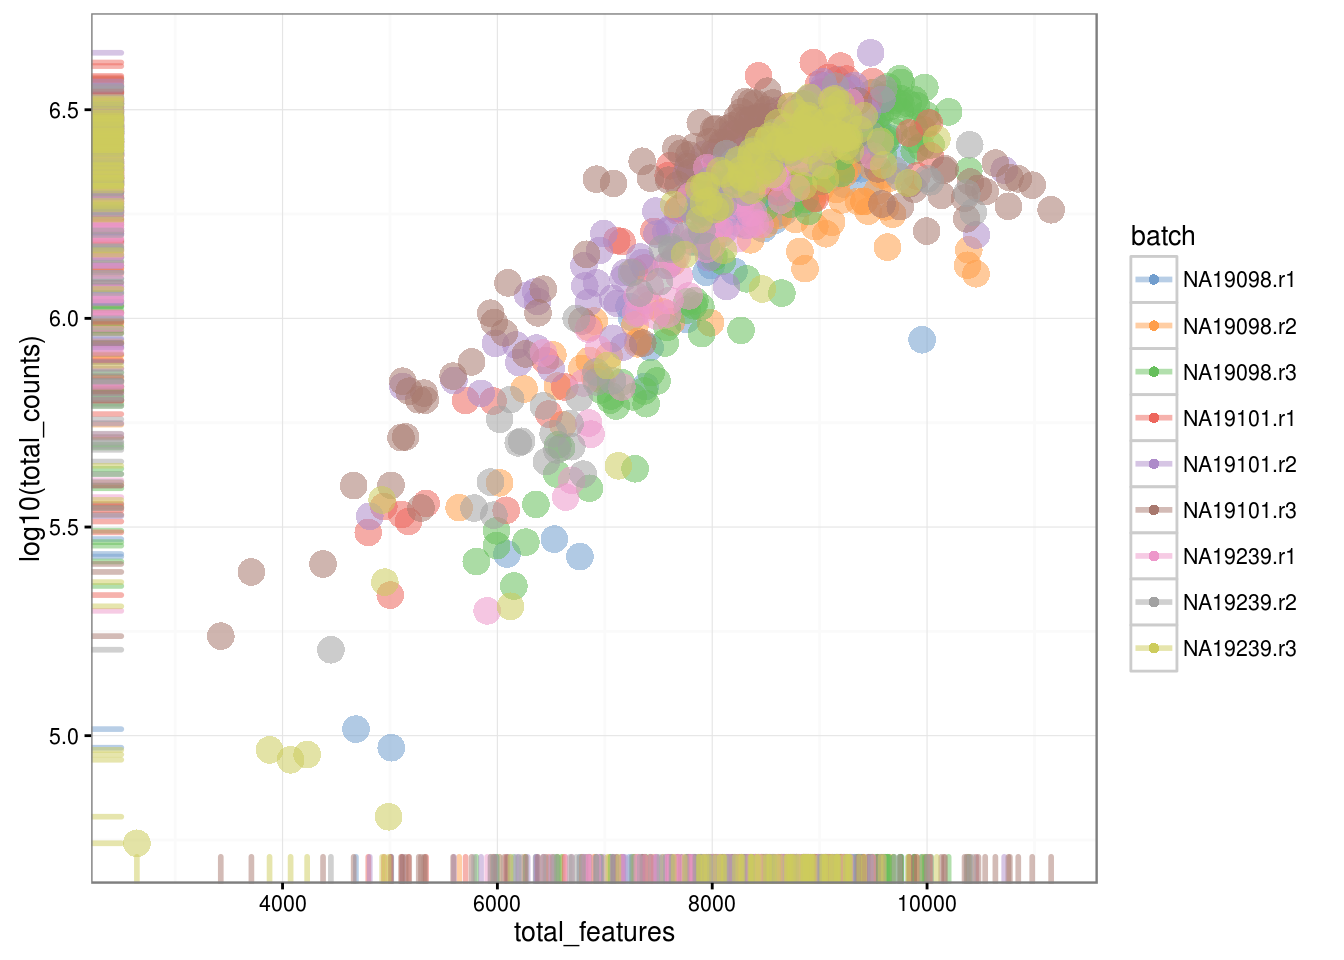 log10(total_counts)
6.5
6.0
5.5
5.0
4000
6000
8000
10000
total_features
batch
NA19098.r1
NA19098.r2
NA19098.r3
NA19101.r1
NA19101.r2
NA19101.r3
NA19239.r1
NA19239.r2
NA19239.r3